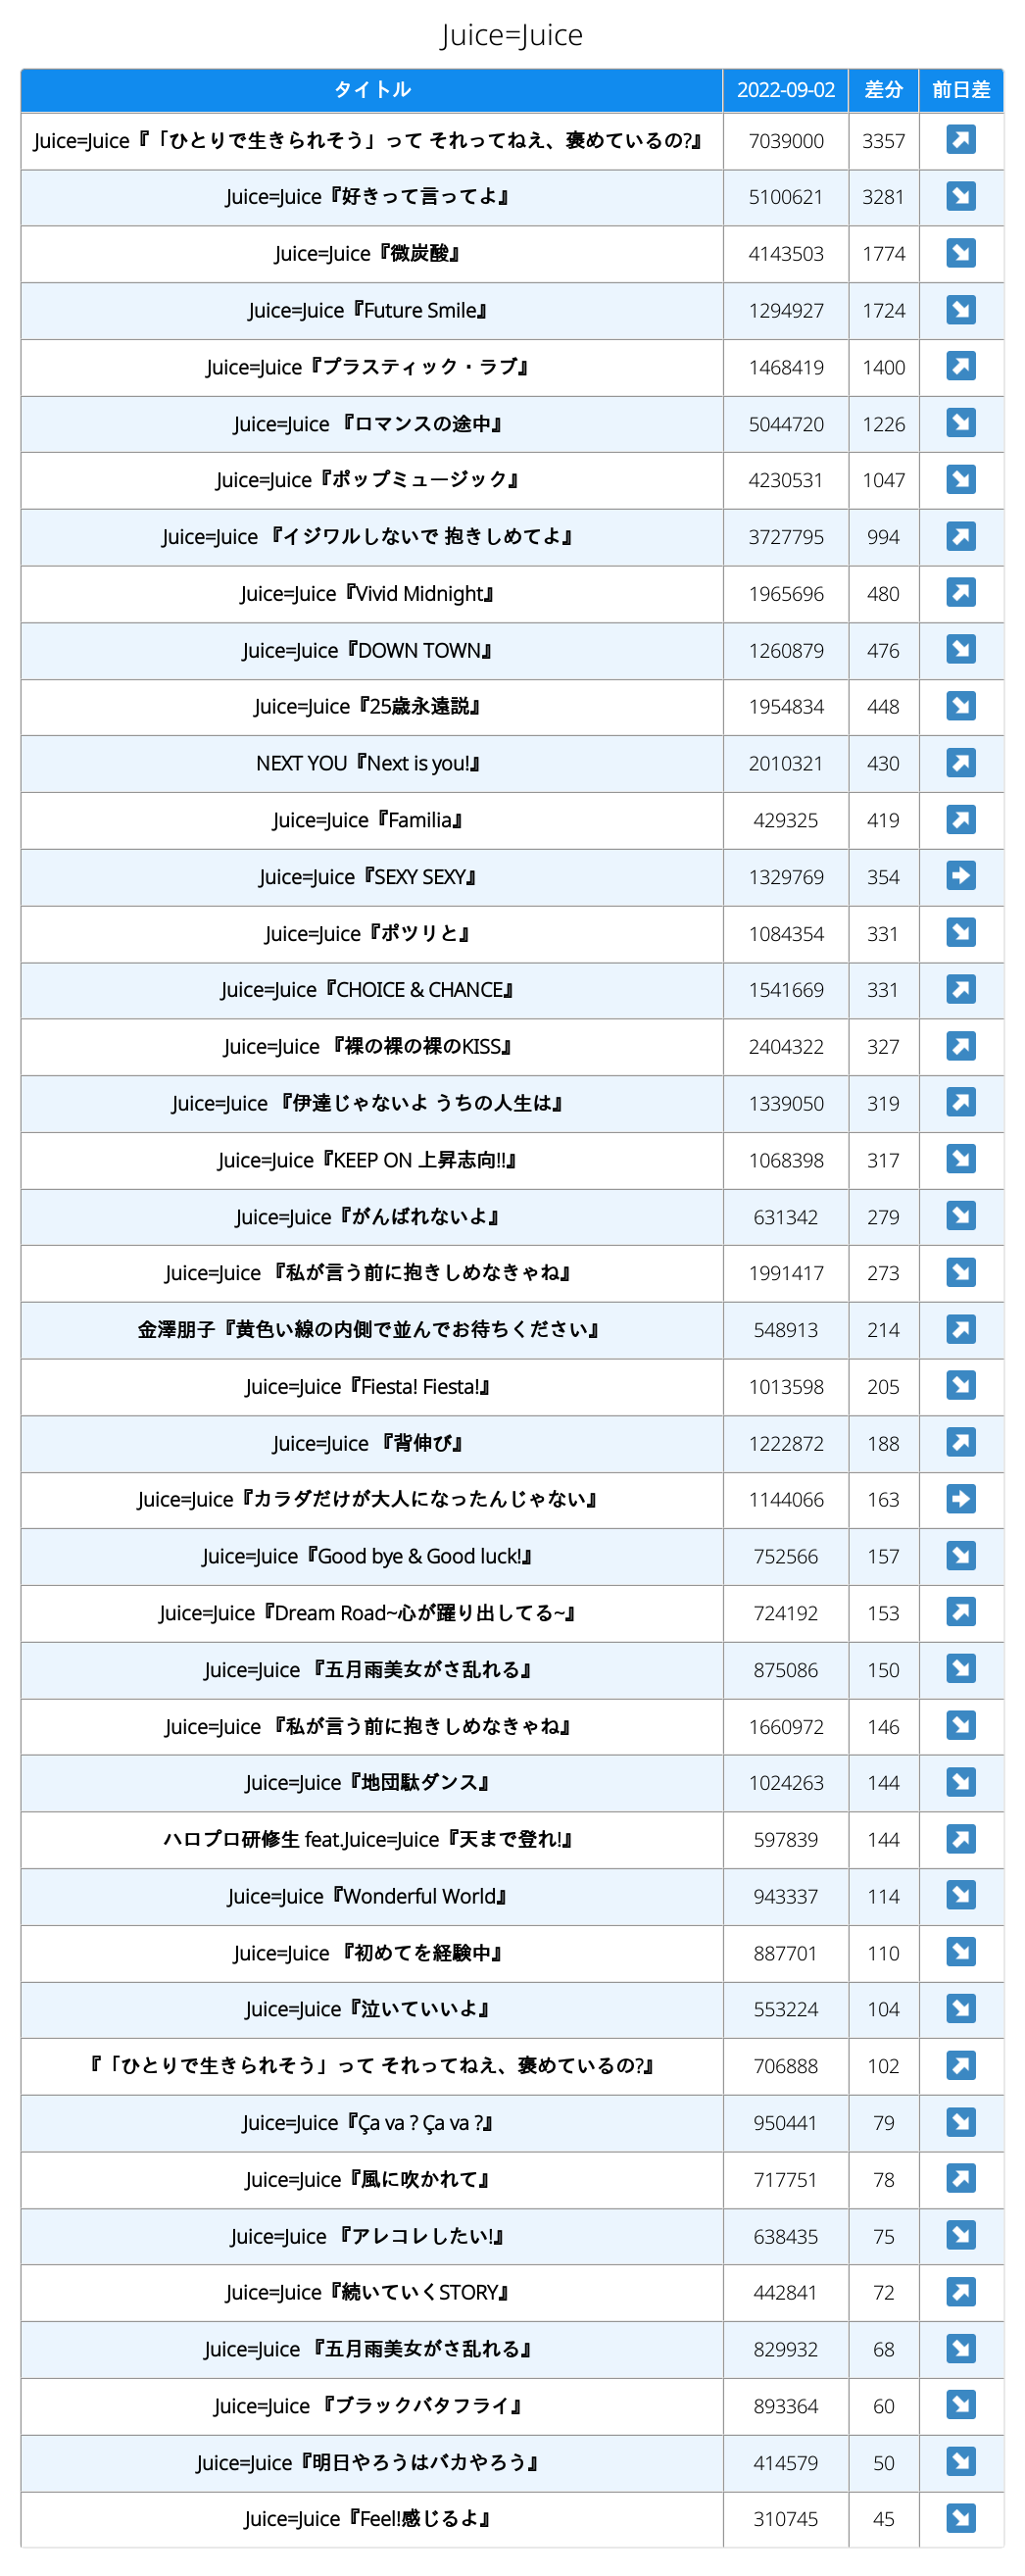 Juice=Juice
タイトル 2022-09-02 差分 前日差
Juice=Juice『「ひとりで生きられそう」って それってねえ、褒めているの?』 7039000 3357 ↗
Juice=Juice『好きって言ってよ』 5100621 3281 ↘
Juice=Juice『微炭酸』 4143503 1774 ↘
Juice=Juice『Future Smile』 1294927 1724 ↘
Juice=Juice『プラスティック・ラブ』 1468419 1400 ↗
Juice=Juice 『ロマンスの途中』 5044720 1226 ↘
Juice=Juice『ポップミュージック』 4230531 1047 ↘
Juice=Juice 『イジワルしないで 抱きしめてよ』 3727795 994 ↗
Juice=Juice『Vivid Midnight』 1965696 480 ↗
Juice=Juice『DOWN TOWN』 1260879 476 ↘
Juice=Juice『25歳永遠説』 1954834 448 ↘
NEXT YOU『Next is you!』 2010321 430 ↗
Juice=Juice『Familia』 429325 419 ↗
Juice=Juice『SEXY SEXY』 1329769 354 ➡
Juice=Juice『ポツリと』 1084354 331 ↘
Juice=Juice『CHOICE & CHANCE』 1541669 331 ↗
Juice=Juice 『裸の裸の裸のKISS』 2404322 327 ↗
Juice=Juice 『伊達じゃないよ うちの人生は』 1339050 319 ↗
Juice=Juice『KEEP ON 上昇志向!!』 1068398 317 ↘
Juice=Juice『がんばれないよ』 631342 279 ↘
Juice=Juice 『私が言う前に抱きしめなきゃね』 1991417 273 ↘
金澤朋子『黄色い線の内側で並んでお待ちください』 548913 214 ↗
Juice=Juice『Fiesta! Fiesta!』 1013598 205 ↘
Juice=Juice 『背伸び』 1222872 188 ↗
Juice=Juice『カラダだけが大人になったんじゃない』 1144066 163 ➡
Juice=Juice『Good bye & Good luck!』 752566 157 ↘
Juice=Juice『Dream Road~心が躍り出してる~』 724192 153 ↗
Juice=Juice 『五月雨美女がさ乱れる』 875086 150 ↘
Juice=Juice 『私が言う前に抱きしめなきゃね』 1660972 146 ↘
Juice=Juice『地団駄ダンス』 1024263 144 ↘
ハロプロ研修生 feat.Juice=Juice『天まで登れ!』 597839 144 ↗
Juice=Juice『Wonderful World』 943337 114 ↘
Juice=Juice 『初めてを経験中』 887701 110 ↘
Juice=Juice『泣いていいよ』 553224 104 ↘
『「ひとりで生きられそう」って それってねえ、褒めているの?』 706888 102 ↗
Juice=Juice『Ça va ? Ça va ?』 950441 79 ↘
Juice=Juice『風に吹かれて』 717751 78 ↗
Juice=Juice 『アレコレしたい!』 638435 75 ↘
Juice=Juice『続いていくSTORY』 442841 72 ↗
Juice=Juice 『五月雨美女がさ乱れる』 829932 68 ↘
Juice=Juice 『ブラックバタフライ』 893364 60 ↘
Juice=Juice『明日やろうはバカやろう』 414579 50 ↘
Juice=Juice『Feel!感じるよ』 310745 45 ↘